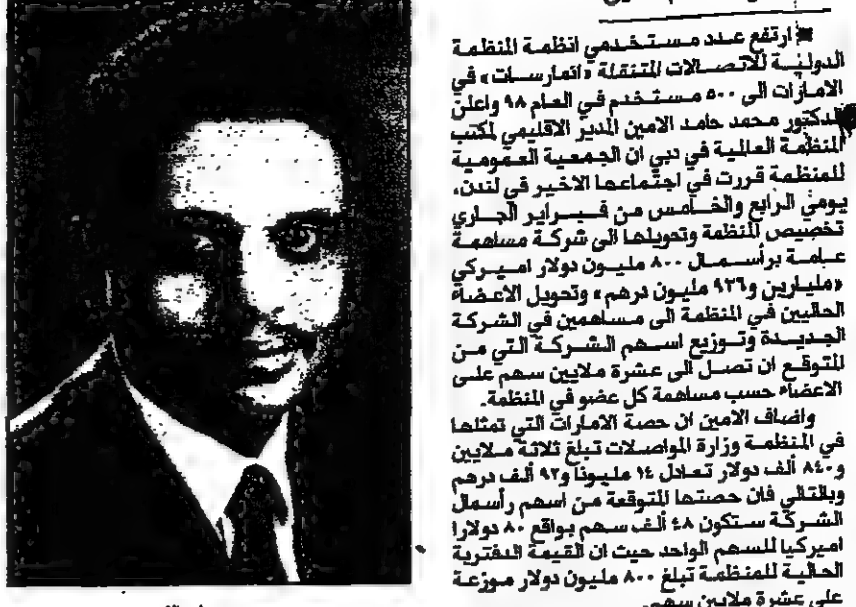 ارتفع عدد مستخدمي انظمة المنظمة
الدولية للاتصالات المتنقلة «انمارسات» في
الامارات الى ٥٠٠ مستخدم في العام ٩٨ واعلن
الدكتور محمد حامد الامين المدير الاقليمي لمكتب
المنظمة العالمية في دبي ان الجمعية العمومية
للمنظمة قررت في اجتماعها الاخير في لندن،
يومي الرابع والخامس من فبراير الجاري
تخصيص المنظمة وتحويلها الى شركة مساهمة
عامة برأسمال ٨٠٠ مليون دولار اميركي
«مليارين و٩٢٦ مليون درهم» وتحويل الاعضاء
الحاليين في المنظمة الى مساهمين في الشركة
الجديدة وتوزيع اسهم الشركة التي من
المتوقع ان تصل الى عشرة ملايين سهم على
الاعضاء حسب مساهمة كل عضو في المنظمة.
واضاف الامين ان حصة الامارات التي تمثلها
في المنظمة وزارة المواصلات تبلغ ثلاثة ملايين
و٨٤٠ ألف دولار تعادل ١٤ مليونا و٩٢ ألف درهم
وبالتالي فان حصتها المتوقعة من اسهم رأسمال
الشركة ستكون ٤٨ ألف سهم بواقع ٨٠ دولارا
اميركيا للسهم الواحد حيث ان القيمة الدفترية
الحالية للمنظمة تبلغ ٨٠٠ مليون دولار موزعة
على عشرة ملايين سهم.